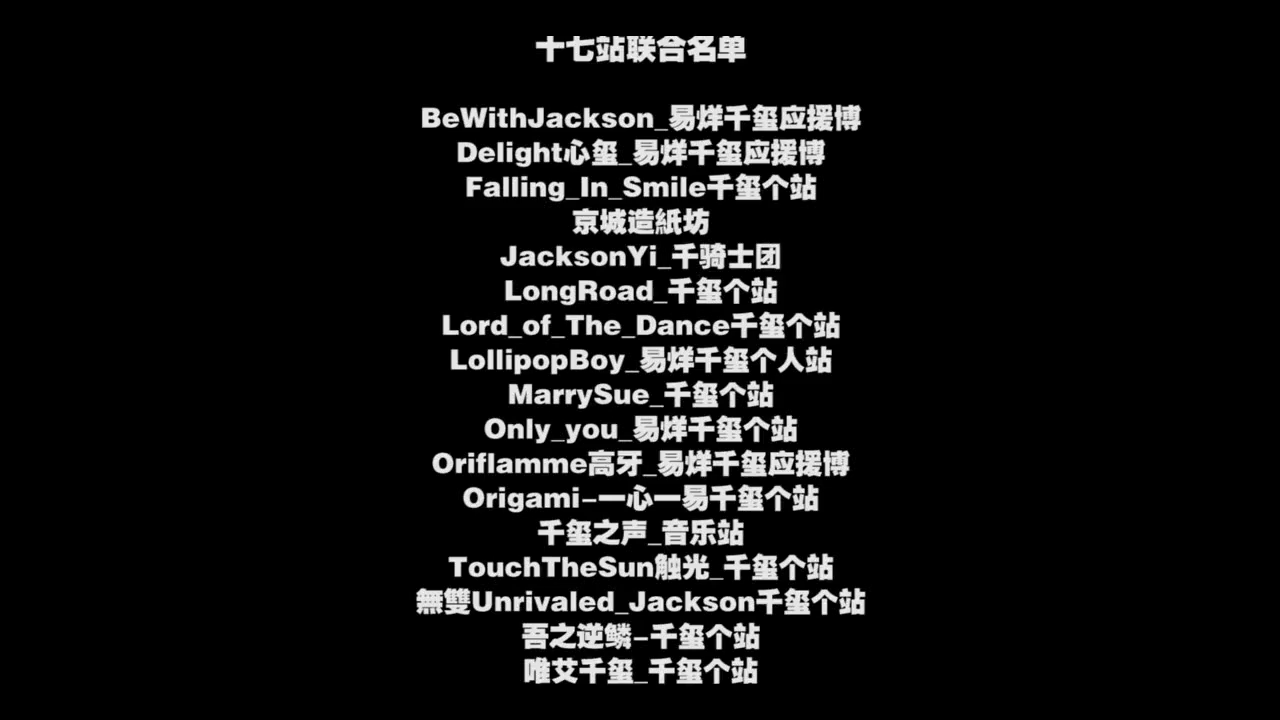 十七站联合名单
BeWithJackson_易烊千玺应援博
Delight心玺_易烊千玺应援博
Falling_In_Smile千玺个站
京城造紙坊
JacksonYi_千骑士团
LongRoad_千玺个站
Lord_of_The_Dance千玺个站
LollipopBoy_易烊千玺个人站
MarrySue_千玺个站
Only_you_易烊千玺个站
Oriflamme高牙_易烊千玺应援博
Origami-一心一易千玺个站
千玺之声_音乐站
TouchTheSun触光_千玺个站
無雙Unrivaled_Jackson千玺个站
吾之逆鳞-千玺个站
唯艾千玺_千玺个站